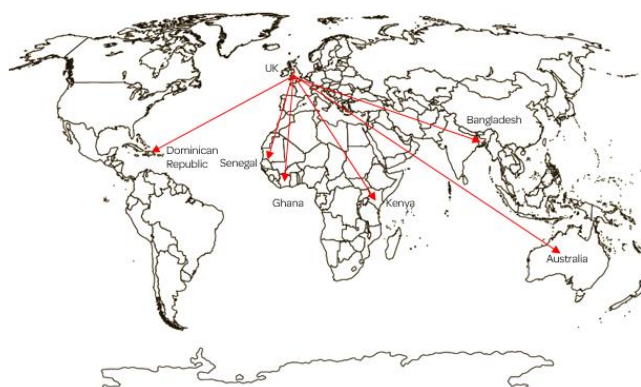 UK
Bangladesh
Dominican
Republic
Senegal
Ghana
Kenya
Australia